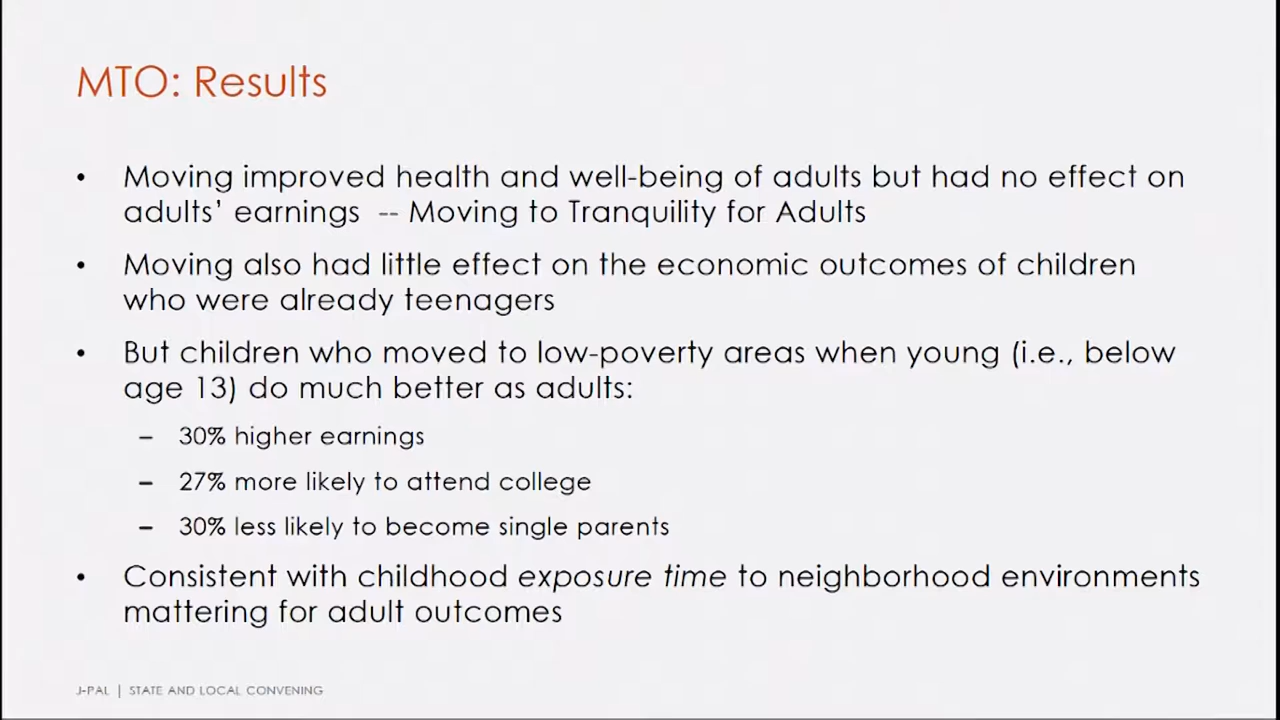 MTO: Results
• Moving improved health and well-being of adults but had no effect on
adults’ earnings -- Moving to Tranquility for Adults
• Moving also had little effect on the economic outcomes of children
who were already teenagers
• But children who moved to low-poverty areas when young (i.e., below
age 13) do much better as adults:
– 30% higher earnings
– 27% more likely to attend college
– 30% less likely to become single parents
• Consistent with childhood exposure time to neighborhood environments
mattering for adult outcomes
J-PAL | STATE AND LOCAL CONVENING